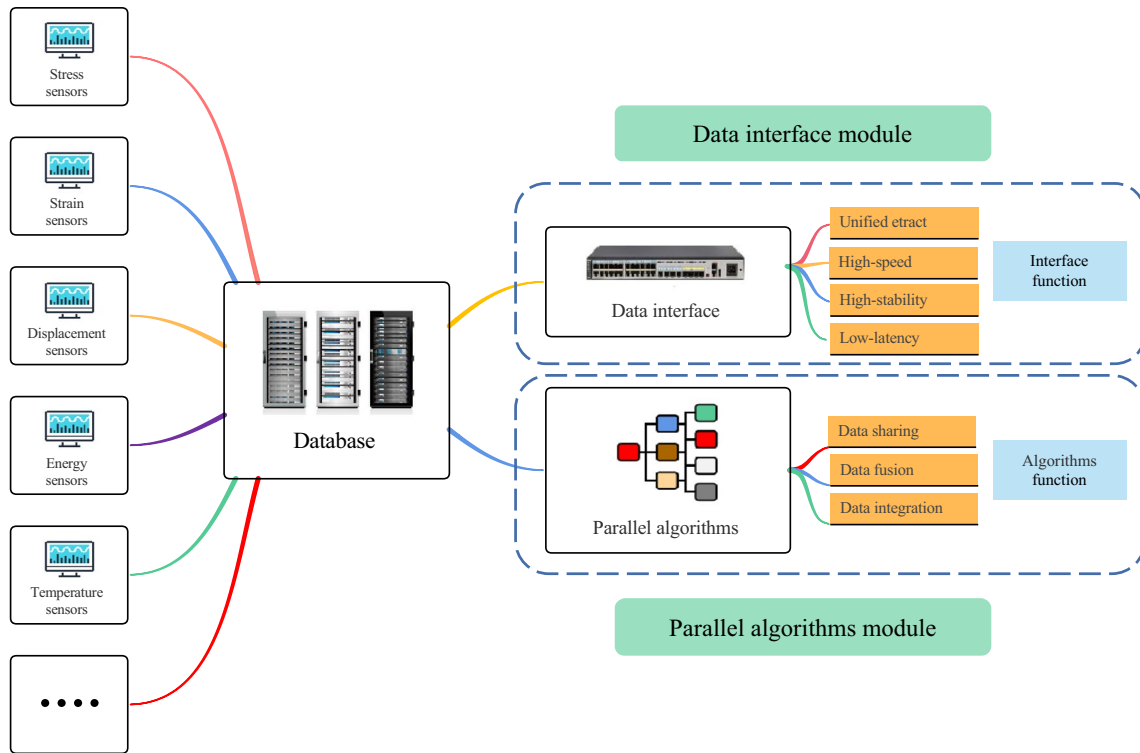 Stress
sensors
Strain
sensors
Displacement
sensors
Energy
sensors
Temperature
sensors
Database
Data interface module
Data interface
Unified etract
High-speed
High-stability
Low-latency
Interface
function
Parallel algorithms
Data sharing
Data fusion
Data integration
Algorithms
function
Parallel algorithms module